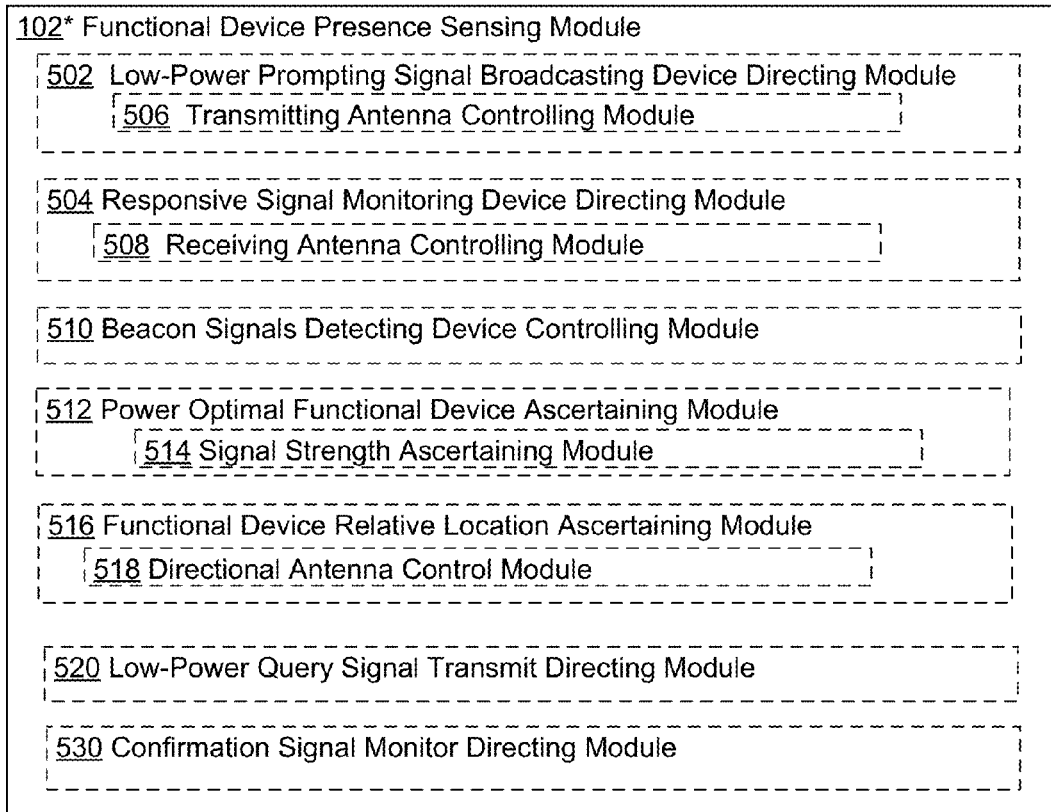 102* Functional Device Presence Sensing Module
502 Low-Power Prompting Signal Broadcasting Device Directing Module
506 Transmitting Antenna Controlling Module
504 Responsive Signal Monitoring Device Directing Module
508 Receiving Antenna Controlling Module
510 Beacon Signals Detecting Device Controlling Module
512 Power Optimal Functional Device Ascertaining Module
514 Signal Strength Ascertaining Module
516 Functional Device Relative Location Ascertaining Module
518 Directional Antenna Control Module
520 Low-Power Query Signal Transmit Directing Module
530 Confirmation Signal Monitor Directing Module